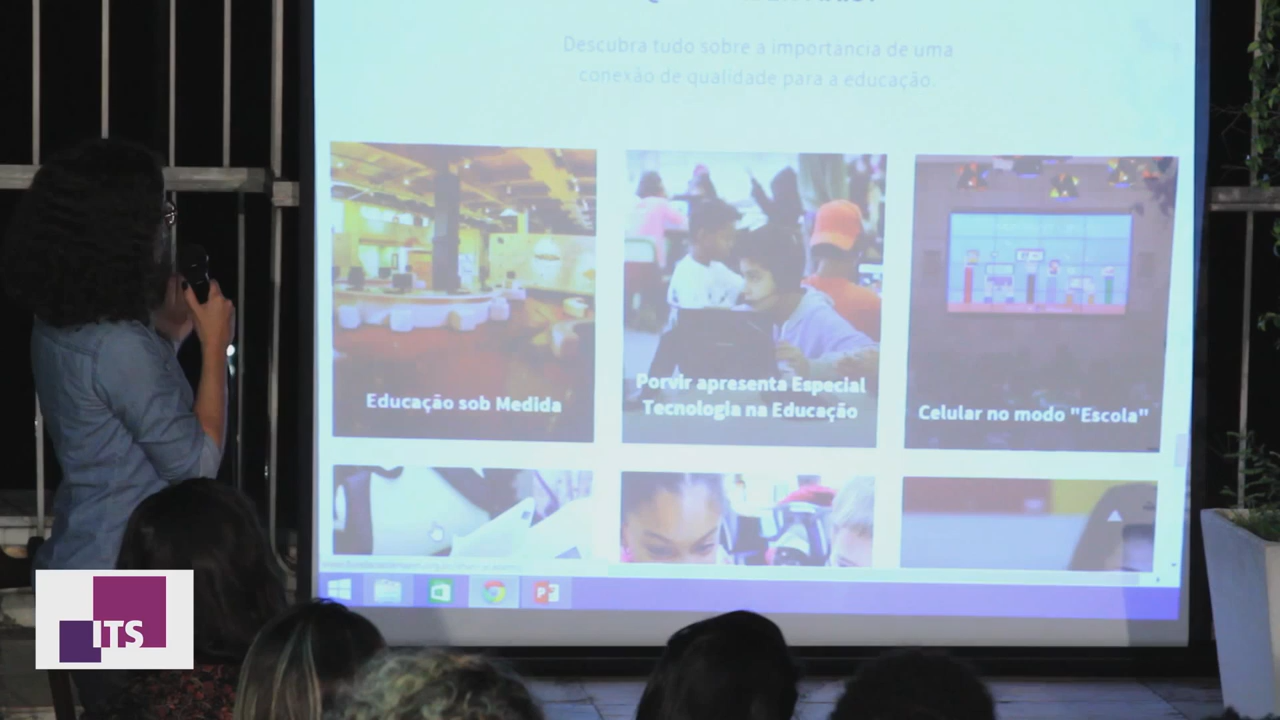 Descubra tudo sobre a importancia de uma
conexão de qualidade para a educação.
Educação sob Medida
Porvir apresenta Especial
Tecnologia na Educação
Celular no modo "Escola"
ITS